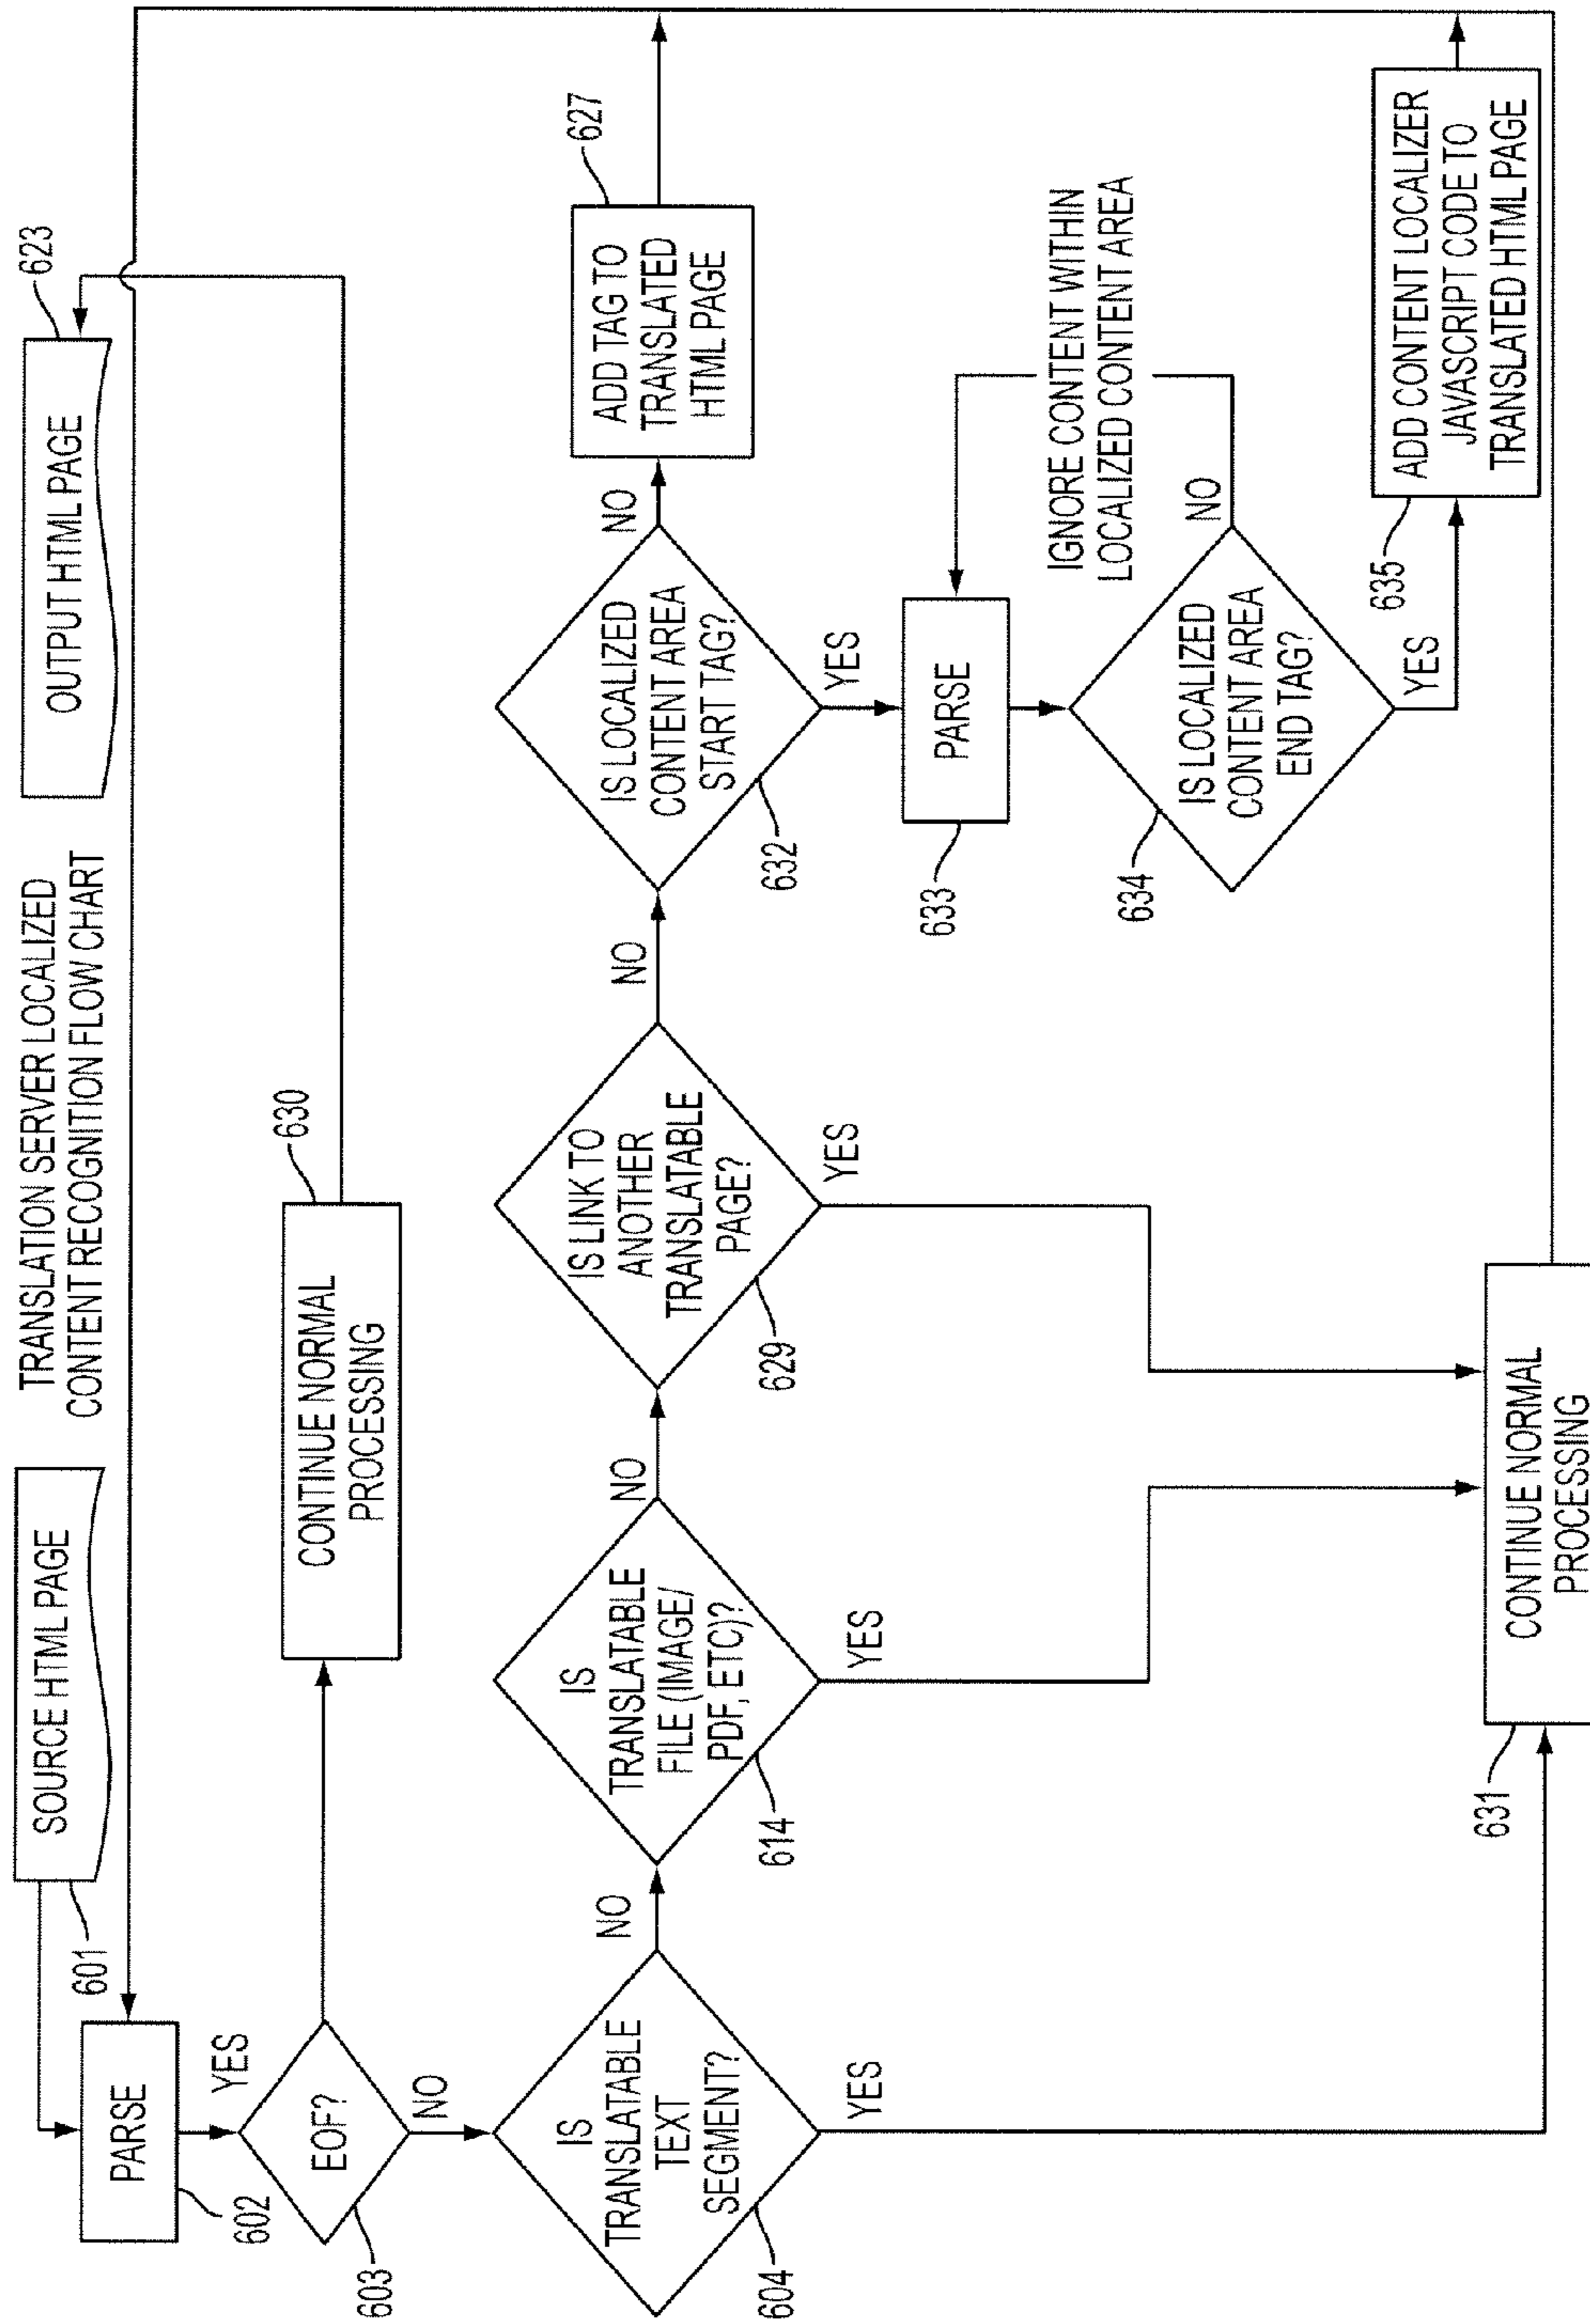 TRANSLATION SERVER LOCALIZED
CONTENT RECOGNITION FLOW CHART
SOURCE HTML PAGE
601
OUTPUT HTML PAGE
623
PARSE
602
YES
EOF?
603
NO
CONTINUE NORMAL
PROCESSING
630
IS
TRANSLATABLE
TEXT
SEGMENT?
604
NO
YES
IS
TRANSLATABLE
FILE (IMAGE/
PDF, ETC)?
614
NO
YES
IS LINK TO
ANOTHER
TRANSLATABLE
PAGE?
629
NO
YES
IS LOCALIZED
CONTENT AREA
START TAG?
632
NO
YES
ADD TAG TO
TRANSLATED
HTML PAGE
627
PARSE
633
IGNORE CONTENT WITHIN
LOCALIZED CONTENT AREA
IS LOCALIZED
CONTENT AREA
END TAG?
634
NO
YES
635
ADD CONTENT LOCALIZER
JAVASCRIPT CODE TO
TRANSLATED HTML PAGE
631
CONTINUE NORMAL
PROCESSING